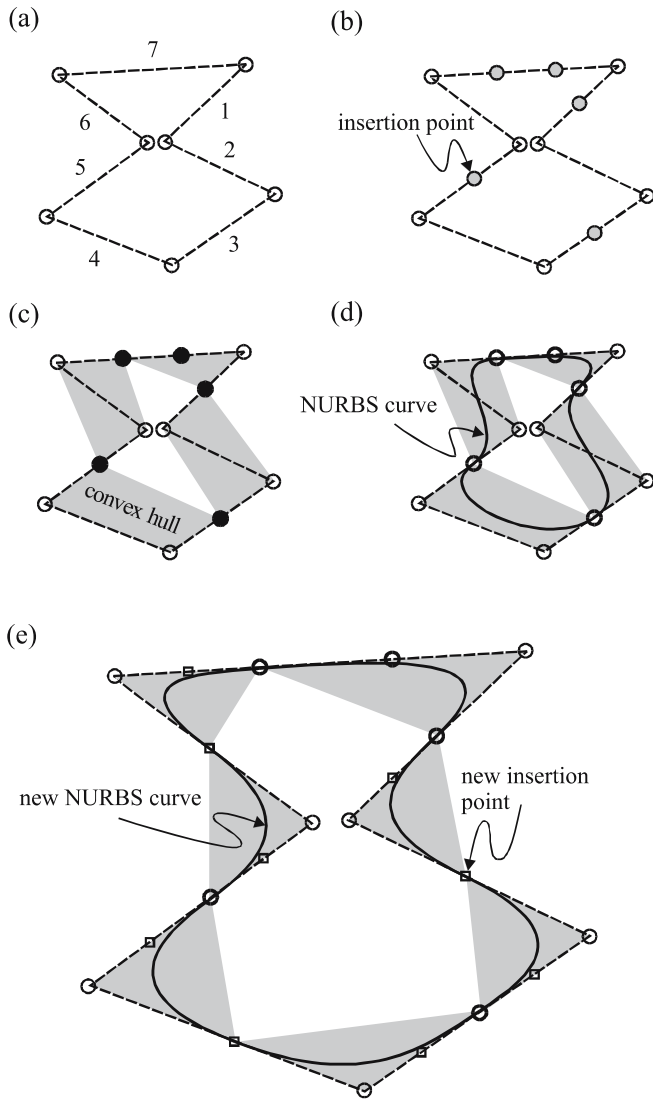 (a)
7
1
6
2
5
4
3
(b)
insertion point
(c)
convex hull
(d)
NURBS curve
(e)
new NURBS curve
new insertion
point